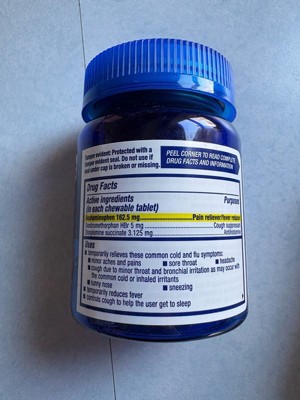 Tamper evident: Protected with a
tamper evident seal. Do not use if
seal under cap is broken or missing.
PEEL CORNER TO READ COMPLETE
DRUG FACTS AND INFORMATION
Drug Facts
Active ingredients
(in each chewable tablet)
Purposes
Acetaminophen 162.5 mg Pain reliever/fever reducer
Dextromethorphan HBr 5 mg Cough suppressant
Doxylamine succinate 3.125 mg Antihistamine
Uses
■ temporarily relieves these common cold and flu symptoms:
■ minor aches and pains ■ sore throat ■ headache
■ cough due to minor throat and bronchial irritation as may occur with
the common cold or inhaled irritants
■ runny nose ■ sneezing
■ temporarily reduces fever
■ controls cough to help the user get to sleep